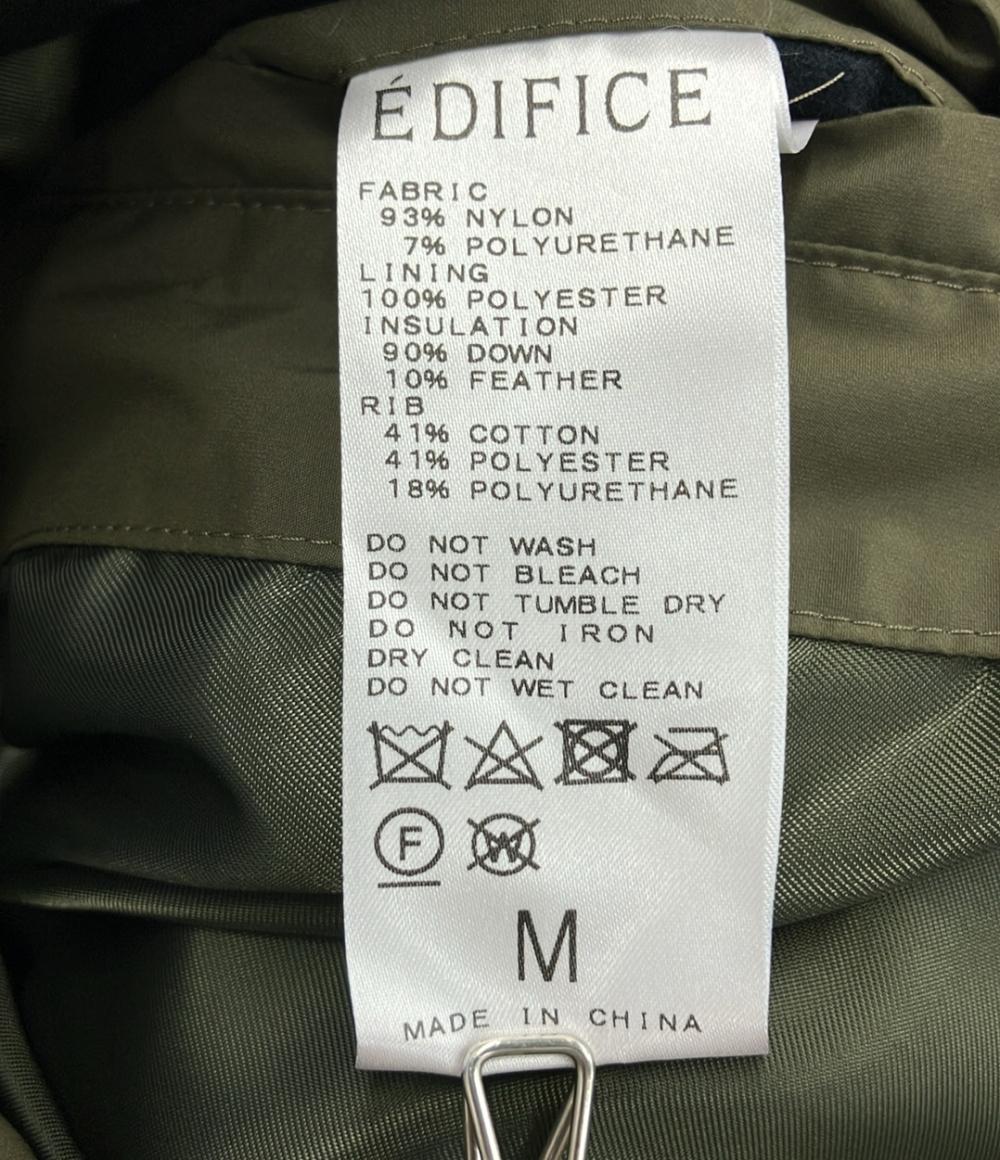 ÉDIFICE
FABRIC
93% NYLON
7% POLYURETHANE
LINING
100% POLYESTER
INSULATION
90% DOWN
10% FEATHER
RIB
41% COTTON
41% POLYESTER
18% POLYURETHANE
DO NOT WASH
DO NOT BLEACH
DO NOT TUMBLE DRY
DO NOT IRON
DRY CLEAN
DO NOT WET CLEAN
F W
M
MADE IN CHINA